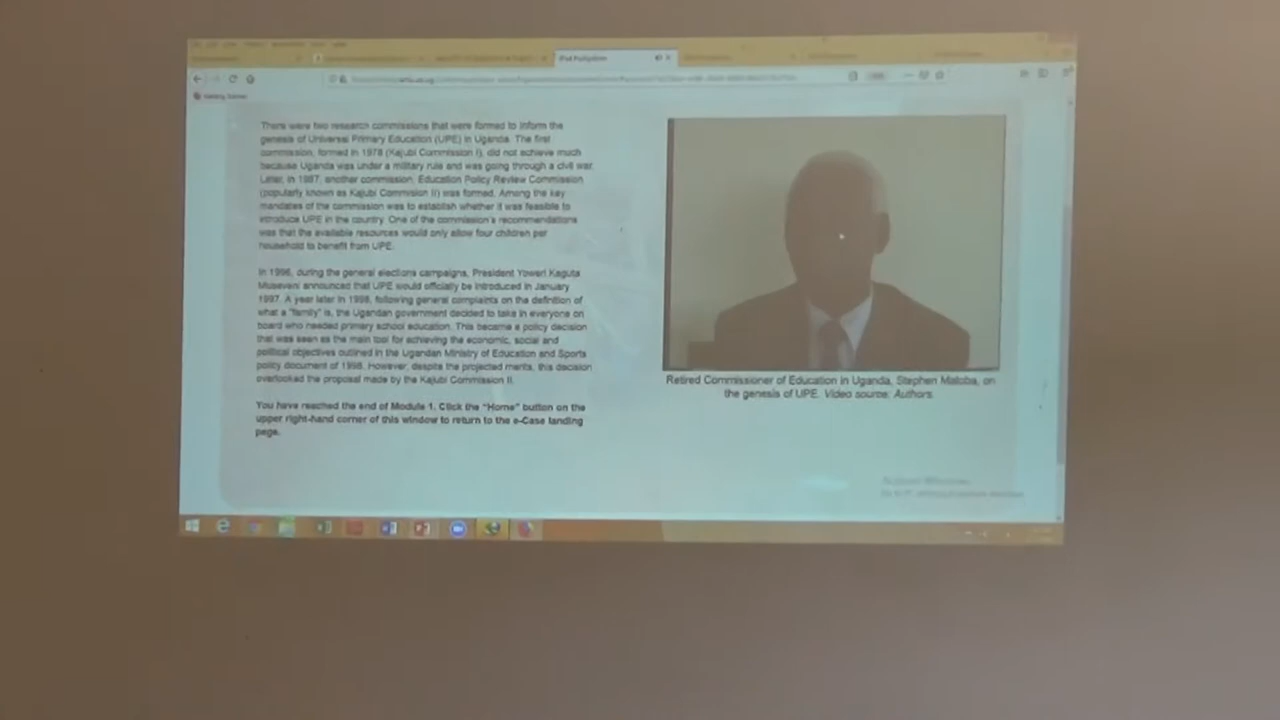 There were two research commissions that were formed to inform the
genesis of Universal Primary Education (UPE) in Uganda. The first
commission, formed in 1978 (Kajubi Commission I), did not achieve much
because Uganda was under a military rule and was going through a civil war.
Later, in 1987, another commission, Education Policy Review Commission
(popularly known as Kajubi Commision II) was formed. Among the key
mandates of the commission was to establish whether it was feasible to
introduce UPE in the country. One of the commission's recommendations
was that the available resources would only allow four children per
household to benefit from UPE.
In 1996, during the general elections campaigns, President Yoweri Kaguta
Museveni announced that UPE would officially be introduced in January
1997. A year later in 1998, following general complaints on the definition of
what a "family" is, the Ugandan government decided to take in everyone on
board who needed primary school education. This became a policy decision
that was seen as the main tool for achieving the economic, social and
political objectives outlined in the Ugandan Ministry of Education and Sports
policy document of 1998. However, despite the projected merits, this decision
overlooked the proposal made by the Kajubi Commission II.
You have reached the end of Module 1. Click the "Home" button on the
upper right-hand corner of this window to return to the e-Case landing
page.
Retired Commissioner of Education in Uganda, Stephen Maloba, on
the genesis of UPE. Video source: Authors.